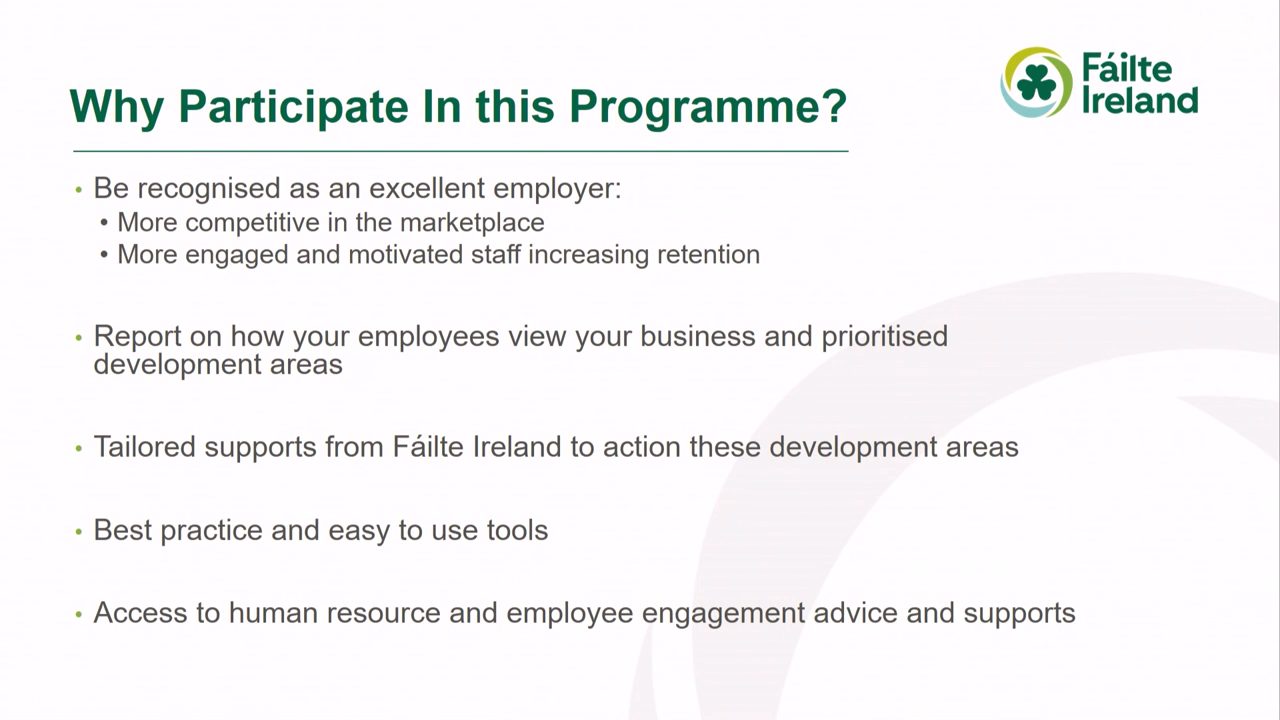 Fáilte
Ireland
Why Participate In this Programme?
• Be recognised as an excellent employer:
• More competitive in the marketplace
• More engaged and motivated staff increasing retention
• Report on how your employees view your business and prioritised
development areas
• Tailored supports from Fáilte Ireland to action these development areas
• Best practice and easy to use tools
• Access to human resource and employee engagement advice and supports